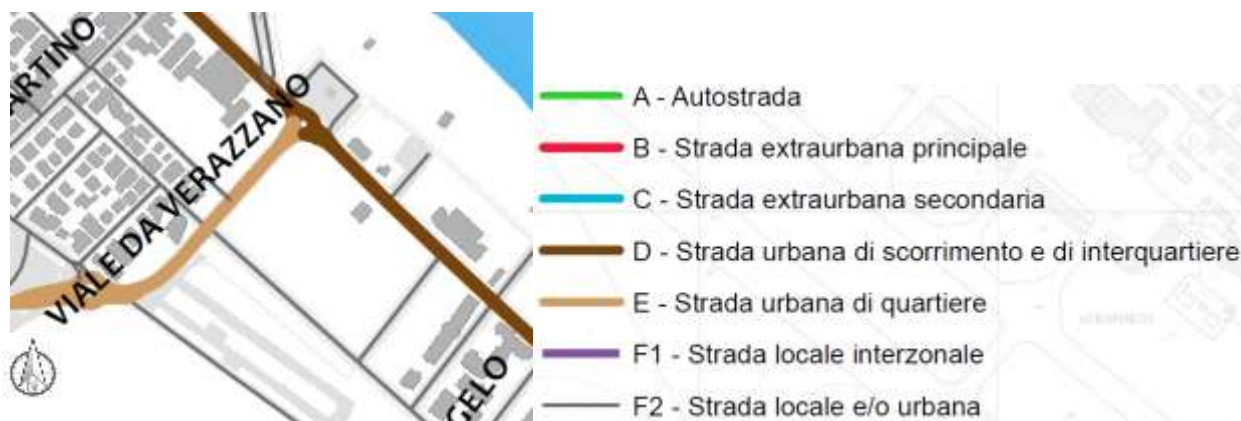 ARTINO
VIALE DA VERAZZANO
GELO
A - Autostrada
B - Strada extraurbana principale
C - Strada extraurbana secondaria
D - Strada urbana di scorrimento e di interquartiere
E - Strada urbana di quartiere
F1 - Strada locale interzonale
F2 - Strada locale e/o urbana